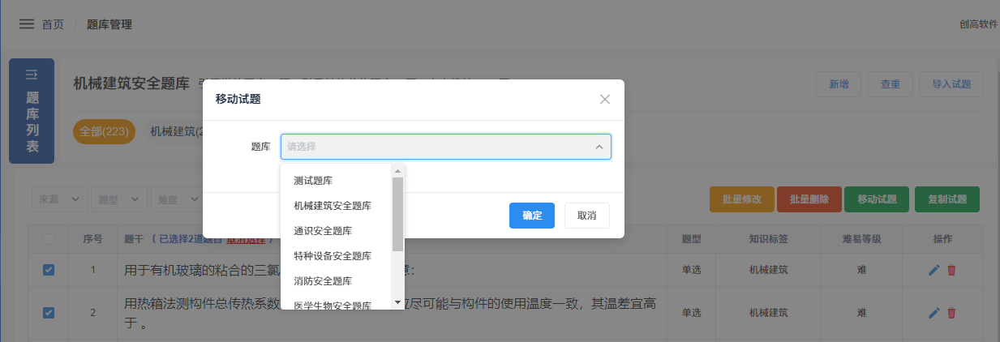 首页 / 题库管理
创高软件
题库列表
机械建筑安全题库
新增 查重 导入试题
全部(223) 机械建筑(2
移动试题
题库 请选择
测试题库
机械建筑安全题库
通识安全题库
特种设备安全题库
消防安全题库
医学生物安全题库
确定 取消
来源 题型 难度
批量修改 批量删除 移动试题 复制试题
序号 题干 (已选择2道题目 取消选择) 题型 知识标签 难易等级 操作
1 用于有机玻璃的粘合的三氯 意: 单选 机械建筑 难
2 用热箱法测构件总传热系数 应尽可能与构件的使用温度一致，其温差宜高
于 。 单选 机械建筑 难